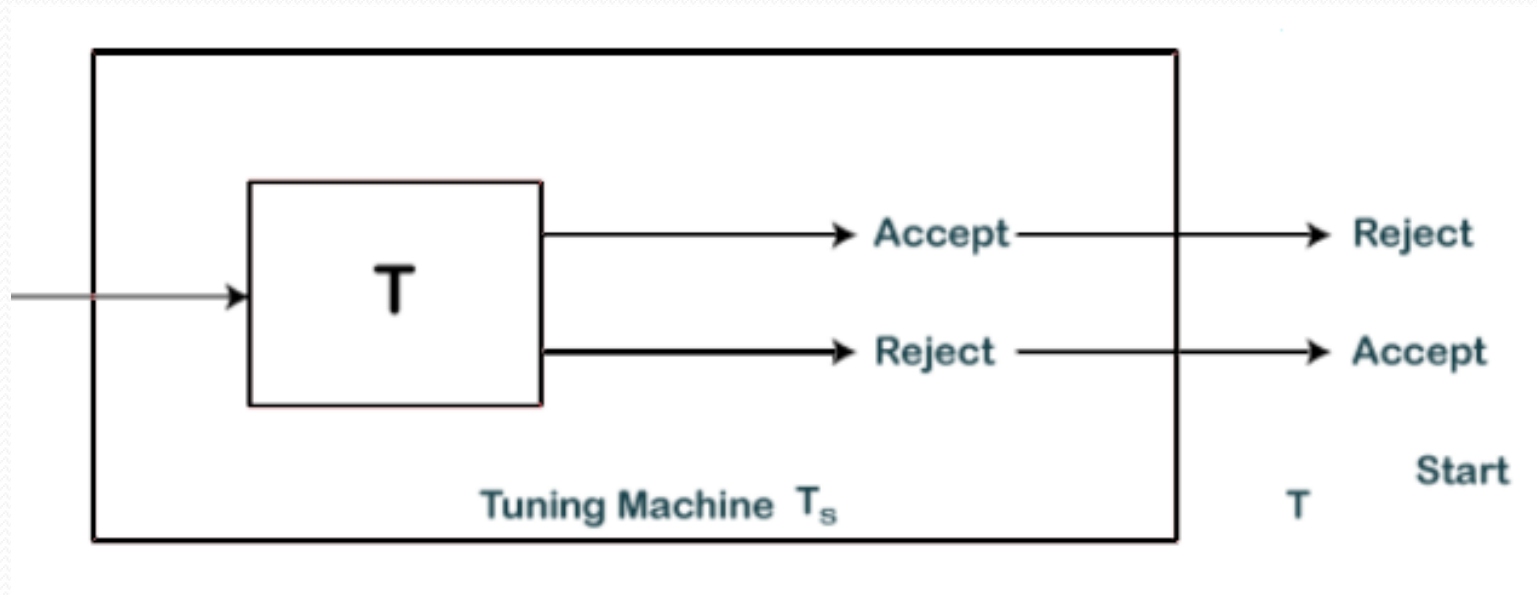 T
Accept
Reject
Reject
Accept
Start
Tuning Machine Ts
T